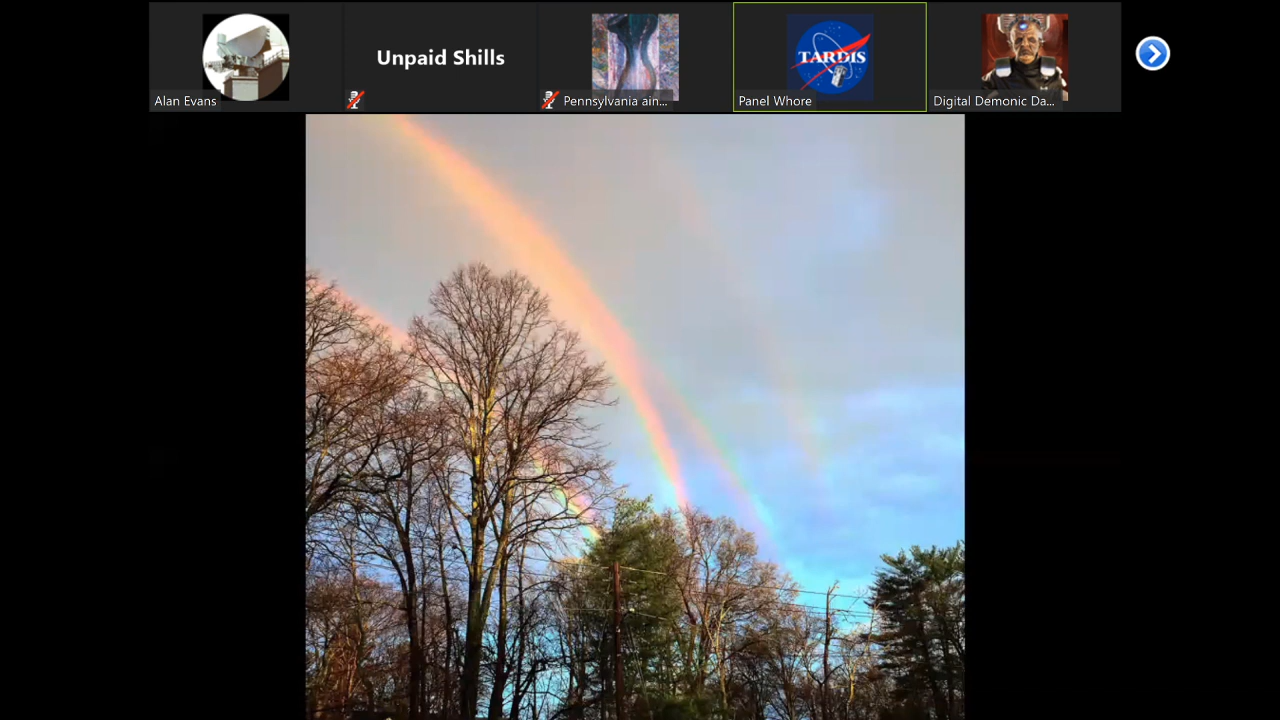 Unpaid Shills
TARDIS
Alan Evans
Pennsylvania ain...
Panel Whore
Digital Demonic Da...